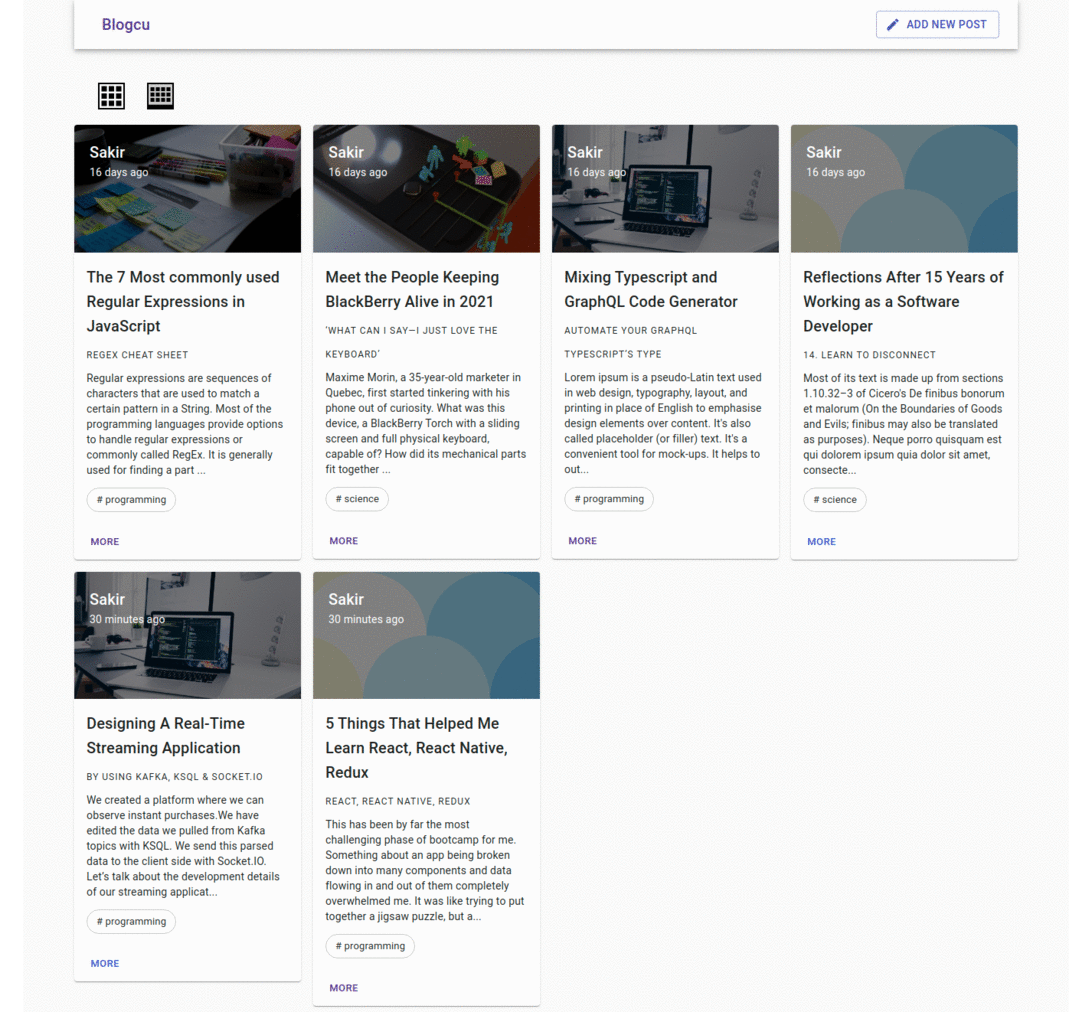 Blogcu
ADD NEW POST
Sakir
16 days ago
The 7 Most commonly used
Regular Expressions in
JavaScript
REGEX CHEAT SHEET
Regular expressions are sequences of
characters that are used to match a
certain pattern in a String. Most of the
programming languages provide options
to handle regular expressions or
commonly called RegEx. It is generally
used for finding a part ...
# programming
MORE
Sakir
16 days ago
Meet the People Keeping
BlackBerry Alive in 2021
‘WHAT CAN I SAY—I JUST LOVE THE
KEYBOARD’
Maxime Morin, a 35-year-old marketer in
Quebec, first started tinkering with his
phone out of curiosity. What was this
device, a BlackBerry Torch with a sliding
screen and full physical keyboard,
capable of? How did its mechanical parts
fit together ...
# science
MORE
Sakir
16 days ago
Mixing Typescript and
GraphQL Code Generator
AUTOMATE YOUR GRAPHQL
TYPESCRIPT’S TYPE
Lorem ipsum is a pseudo-Latin text used
in web design, typography, layout, and
printing in place of English to emphasise
design elements over content. It's also
called placeholder (or filler) text. It's a
convenient tool for mock-ups. It helps to
out...
# programming
MORE
Sakir
16 days ago
Reflections After 15 Years of
Working as a Software
Developer
14. LEARN TO DISCONNECT
Most of its text is made up from sections
1.10.32–3 of Cicero's De finibus bonorum
et malorum (On the Boundaries of Goods
and Evils; finibus may also be translated
as purposes). Neque porro quisquam est
qui dolorem ipsum quia dolor sit amet,
consecte...
# science
MORE
Sakir
30 minutes ago
Designing A Real-Time
Streaming Application
BY USING KAFKA, KSQL & SOCKET.IO
We created a platform where we can
observe instant purchases.We have
edited the data we pulled from Kafka
topics with KSQL. We send this parsed
data to the client side with Socket.IO.
Let’s talk about the development details
of our streaming applicat...
# programming
MORE
Sakir
30 minutes ago
5 Things That Helped Me
Learn React, React Native,
Redux
REACT, REACT NATIVE, REDUX
This has been by far the most
challenging phase of bootcamp for me.
Something about an app being broken
down into many components and data
flowing in and out of them completely
overwhelmed me. It was like trying to put
together a jigsaw puzzle, but a...
# programming
MORE